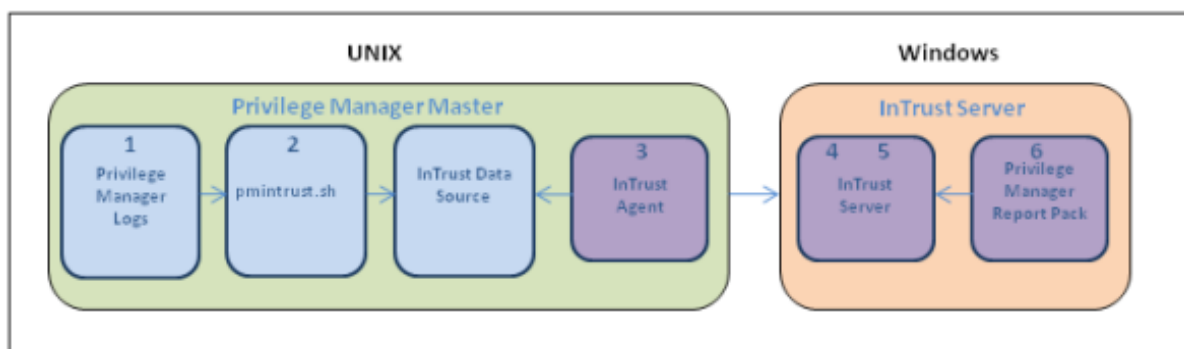 UNIX
Windows
Privilege Manager Master
InTrust Server
1
Privilege
Manager
Logs
2
pmintrust.sh
InTrust Data
Source
3
InTrust
Agent
4 5
InTrust
Server
6
Privilege
Manager
Report Pack